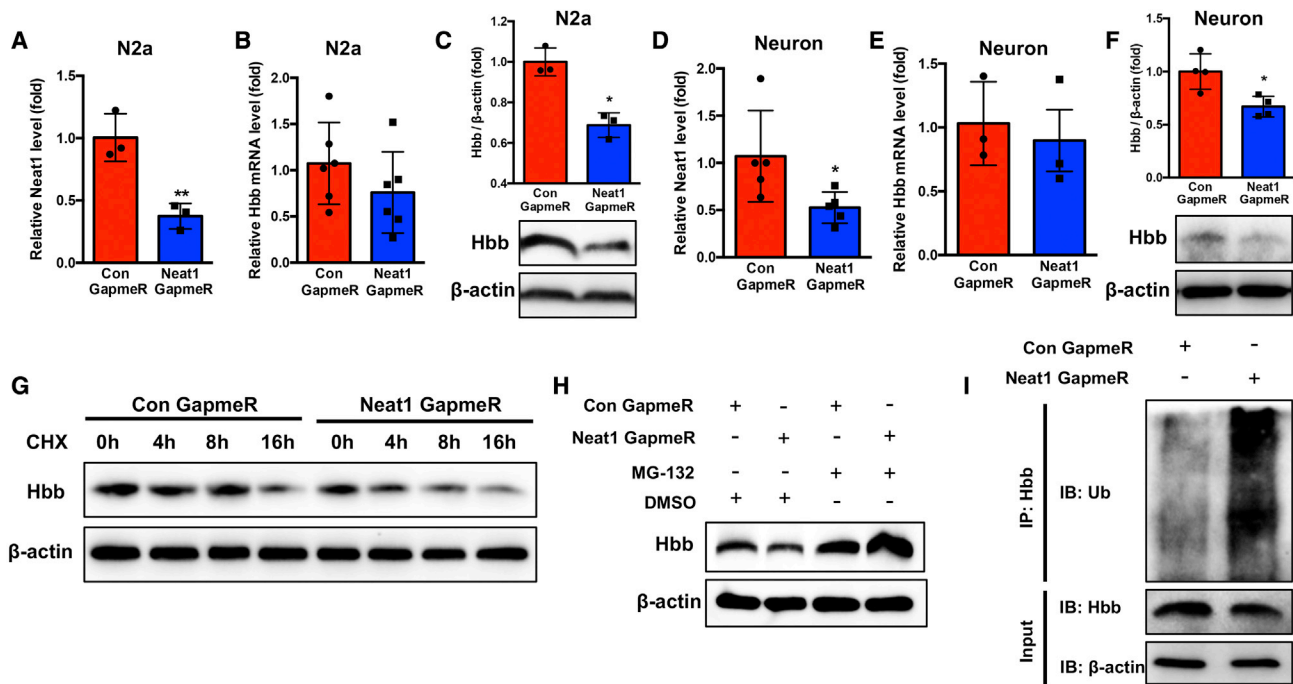 A
N2a
Relative Neat1 level (fold)
1.5
1.0
0.5
0.0
**
Con
GapmeR
Neat1
GapmeR
B
N2a
Relative Hbb mRNA level (fold)
2.0
1.5
1.0
0.5
0.0
Con
GapmeR
Neat1
GapmeR
C
N2a
Hbb / β-actin (fold)
1.2
1.0
0.8
0.6
0.4
*
Con
GapmeR
Neat1
GapmeR
Hbb
β-actin
D
Neuron
Relative Neat1 level (fold)
2.0
1.5
1.0
0.5
0.0
*
Con
GapmeR
Neat1
GapmeR
E
Neuron
Relative Hbb mRNA level (fold)
1.5
1.0
0.5
0.0
Con
GapmeR
Neat1
GapmeR
F
Neuron
Hbb / β-actin (fold)
1.5
1.0
0.5
0.0
*
Con
GapmeR
Neat1
GapmeR
Hbb
β-actin
G
Con GapmeR Neat1 GapmeR
CHX 0h 4h 8h 16h 0h 4h 8h 16h
Hbb
β-actin
H
Con GapmeR + - + -
Neat1 GapmeR - + - +
MG-132 - - + +
DMSO + + - -
Hbb
β-actin
I
Con GapmeR + -
Neat1 GapmeR - +
IP: Hbb
IB: Ub
Input
IB: Hbb
IB: β-actin